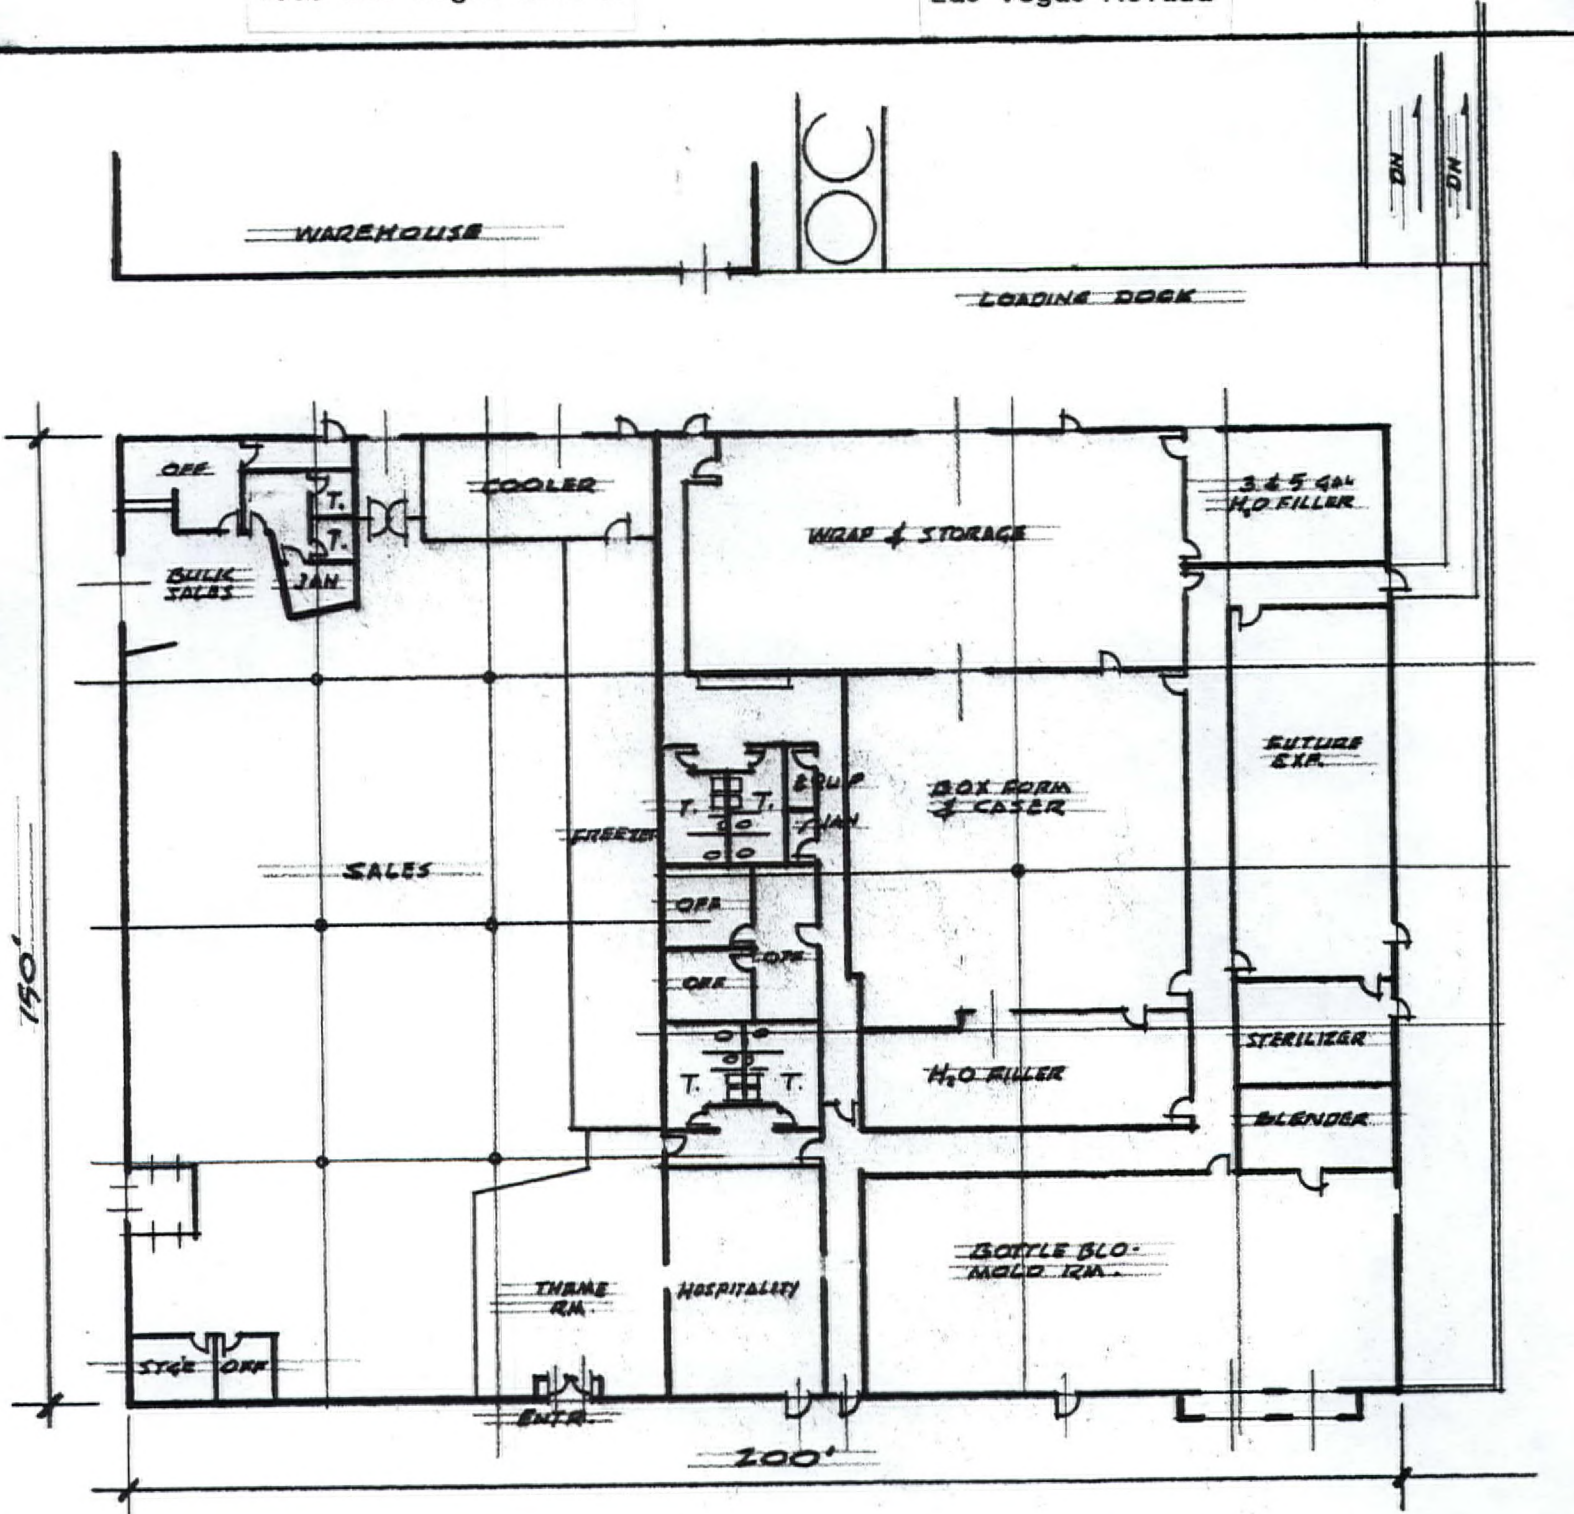 Las Vegas Nevada
DN
DN
WAREHOUSE
LOADING DOCK
OFF
COOLER
T.
T.
WRAP & STORAGE
3 & 5 GAL
H₂O FILLER
BULK
SALES
JAN
FUTURE
EXP.
EQUIP
BOX FORM
& CASER
T.
T.
JAN
FREEZER
SALES
OFF
OFF
OFF
150'
STERILIZER
H₂O FILLER
T.
T.
BLENDER
BOTTLE BLO-
MOLD RM.
THEME
RM.
HOSPITALITY
STG'E
OFF
ENTR.
200'